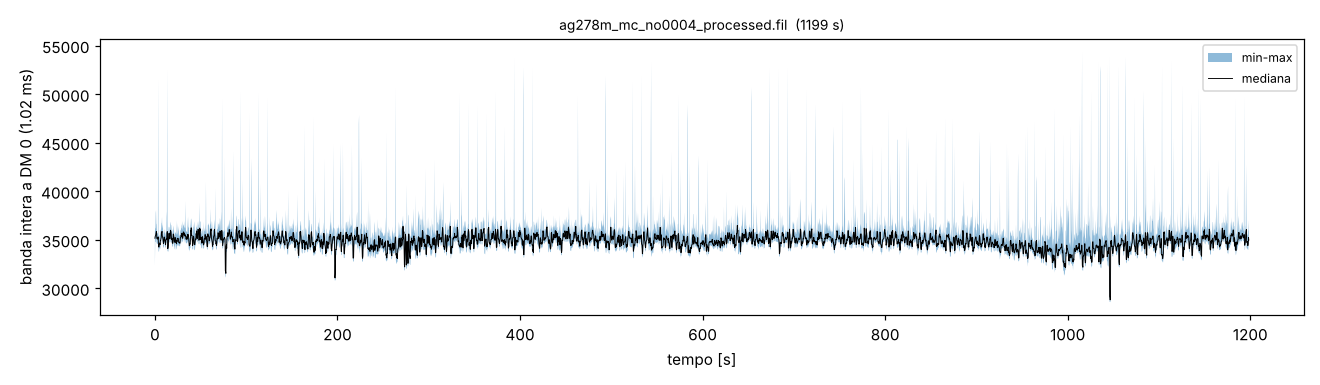 ag278m_mc_no0004_processed.fil (1199 s)
55000
50000
45000
40000
35000
30000
banda intera a DM 0 (1.02 ms)
min-max
mediana
0
200
400
600
800
1000
1200
tempo [s]